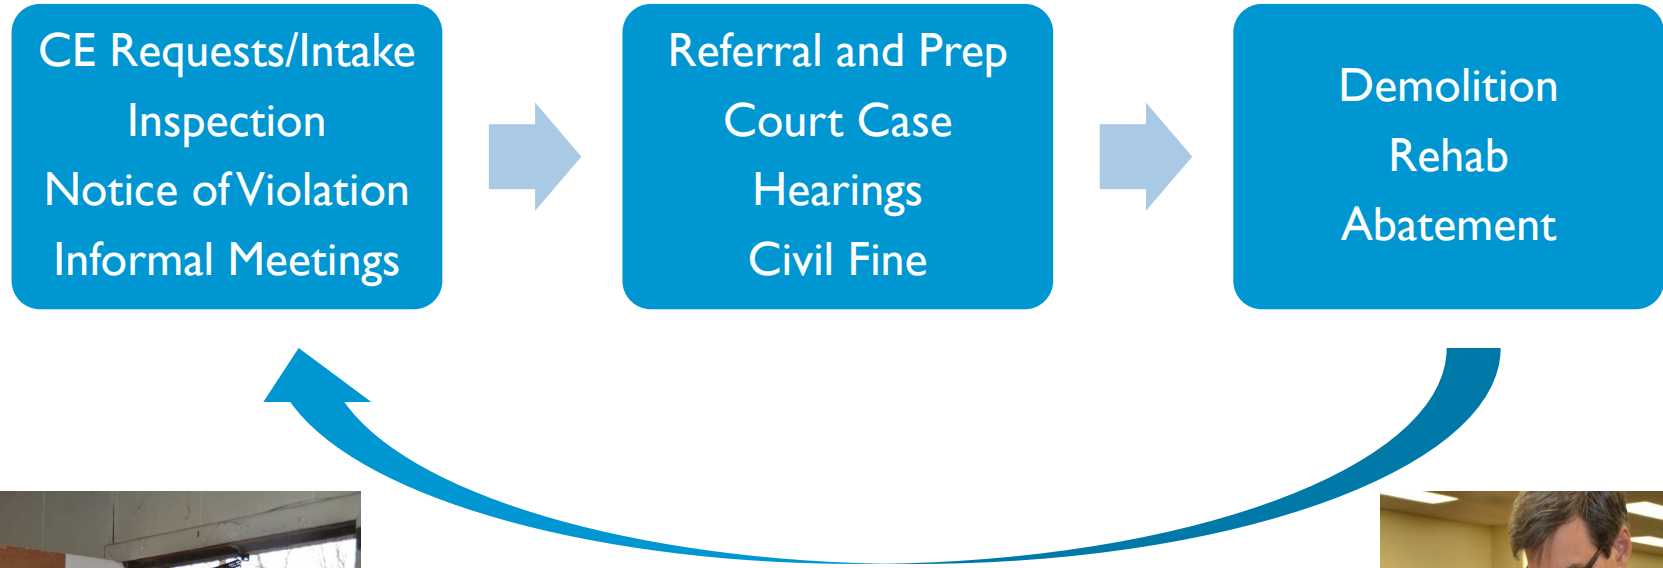 CE Requests/Intake
Inspection
Notice of Violation
Informal Meetings
Referral and Prep
Court Case
Hearings
Civil Fine
Demolition
Rehab
Abatement